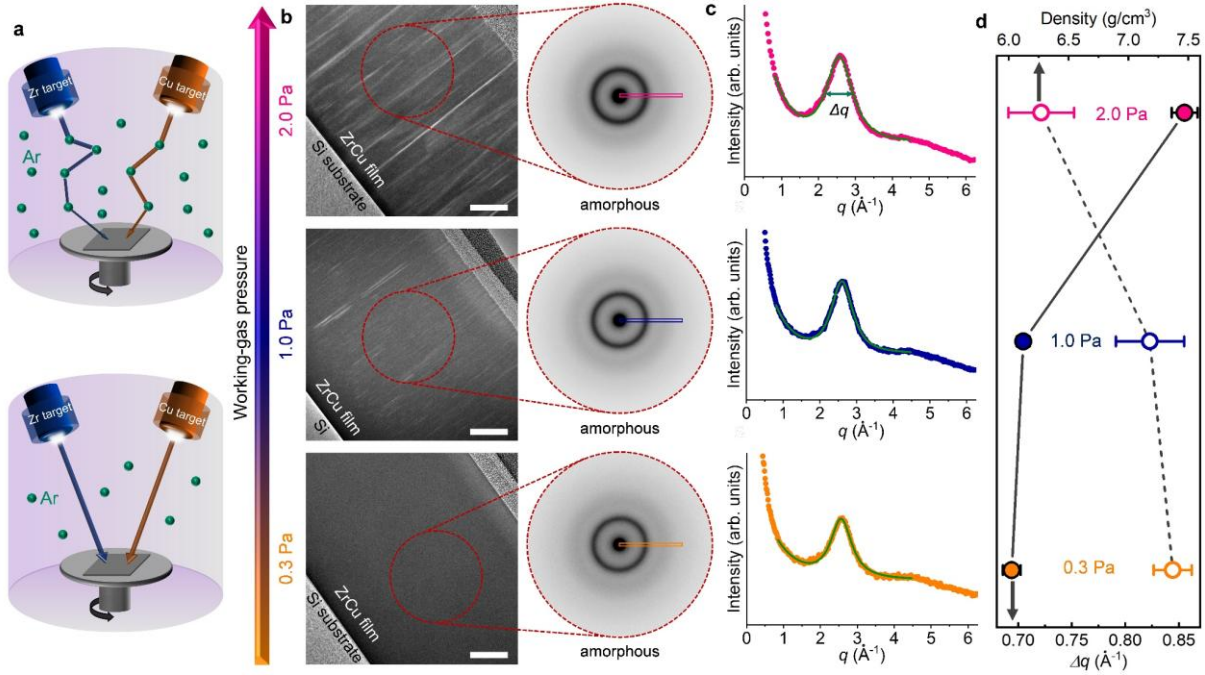 a
Zr target
Cu target
Ar
Zr target
Cu target
Ar
Working-gas pressure
2.0 Pa
1.0 Pa
0.3 Pa
b
ZrCu film
Si substrate
amorphous
ZrCu film
Si
amorphous
ZrCu film
Si substrate
amorphous
c
Intensity (arb. units)
Δq
0 1 2 3 4 5 6
q (Å⁻¹)
Intensity (arb. units)
0 1 2 3 4 5 6
q (Å⁻¹)
Intensity (arb. units)
0 1 2 3 4 5 6
q (Å⁻¹)
d
Density (g/cm³)
6.0 6.5 7.0 7.5
2.0 Pa
1.0 Pa
0.3 Pa
0.70 0.75 0.80 0.85
Δq (Å⁻¹)